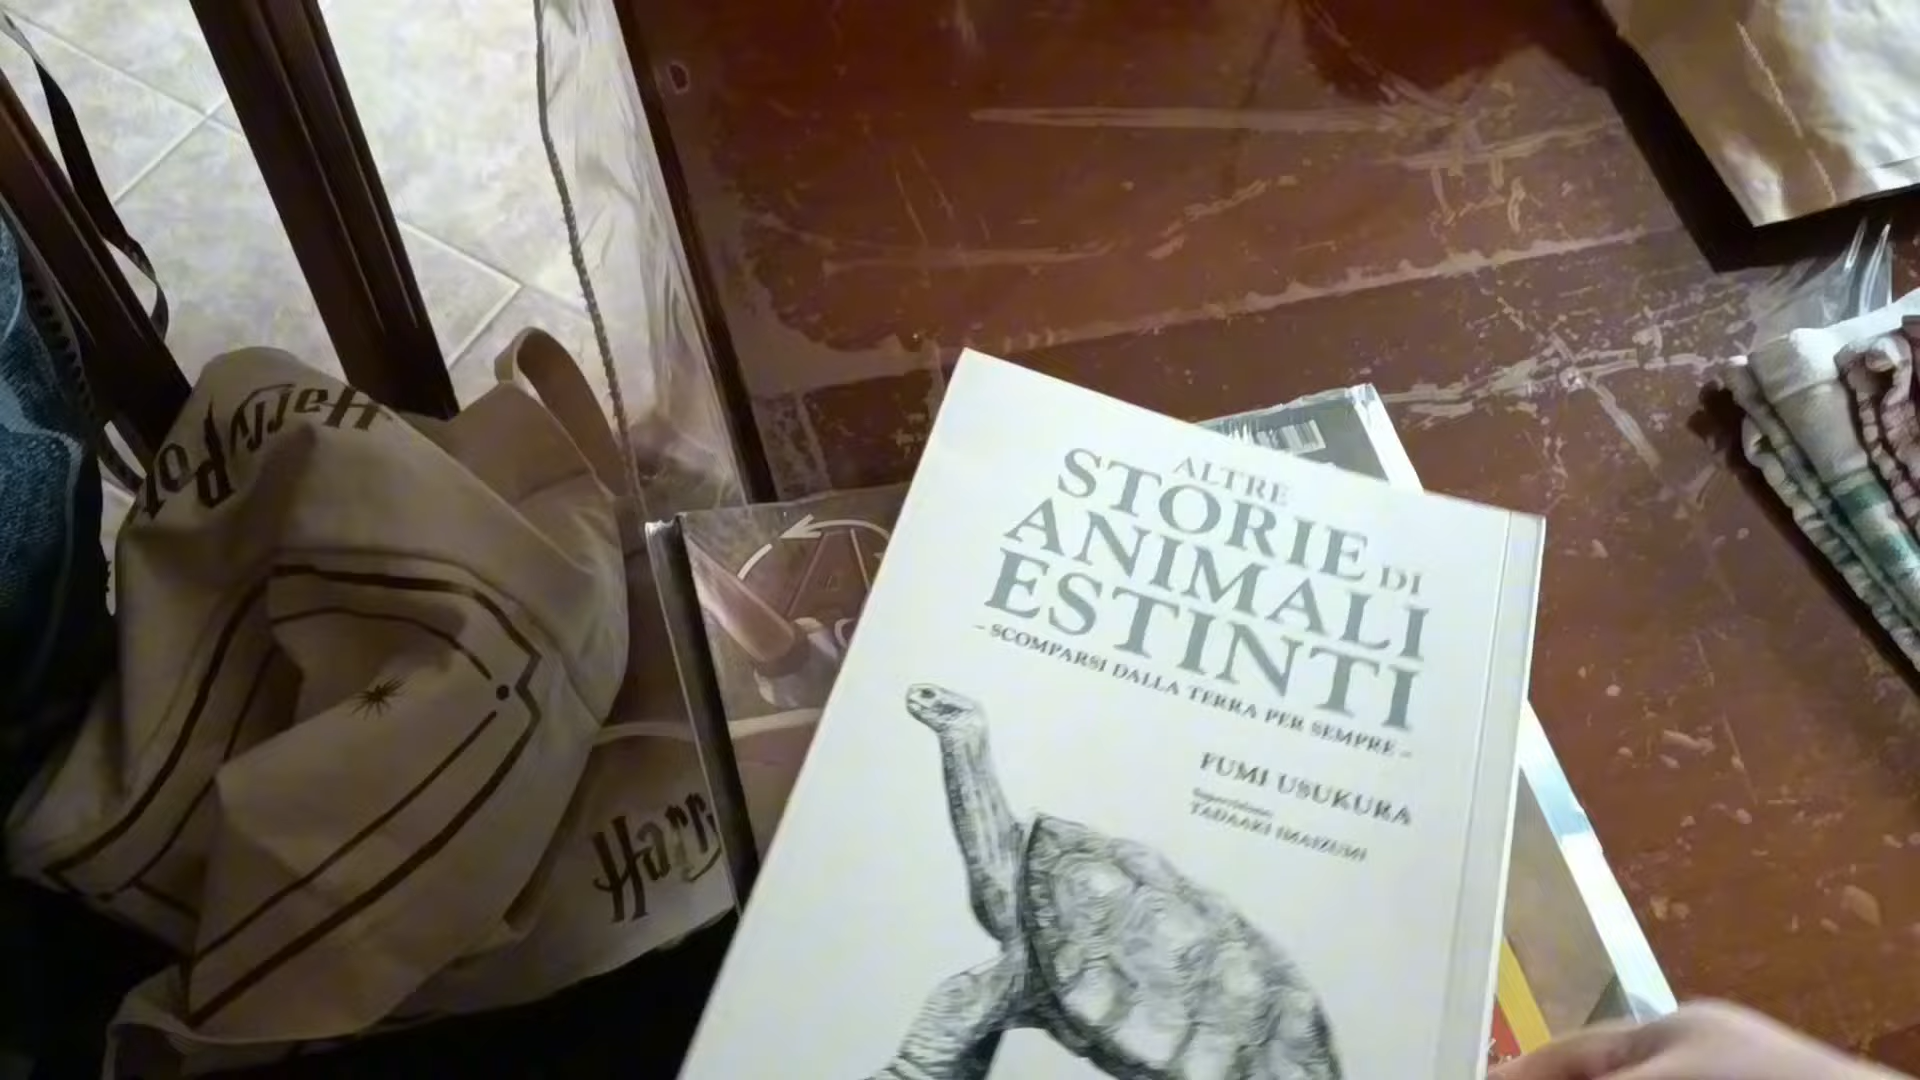 Harry
Pot
Harr
ALTRE
STORIE DI
ANIMALI
ESTINTI
- SCOMPARSI DALLA TERRA PER SEMPRE -
FUMI USUKURA
Supervisione:
TADAAKI IMAIZUMI